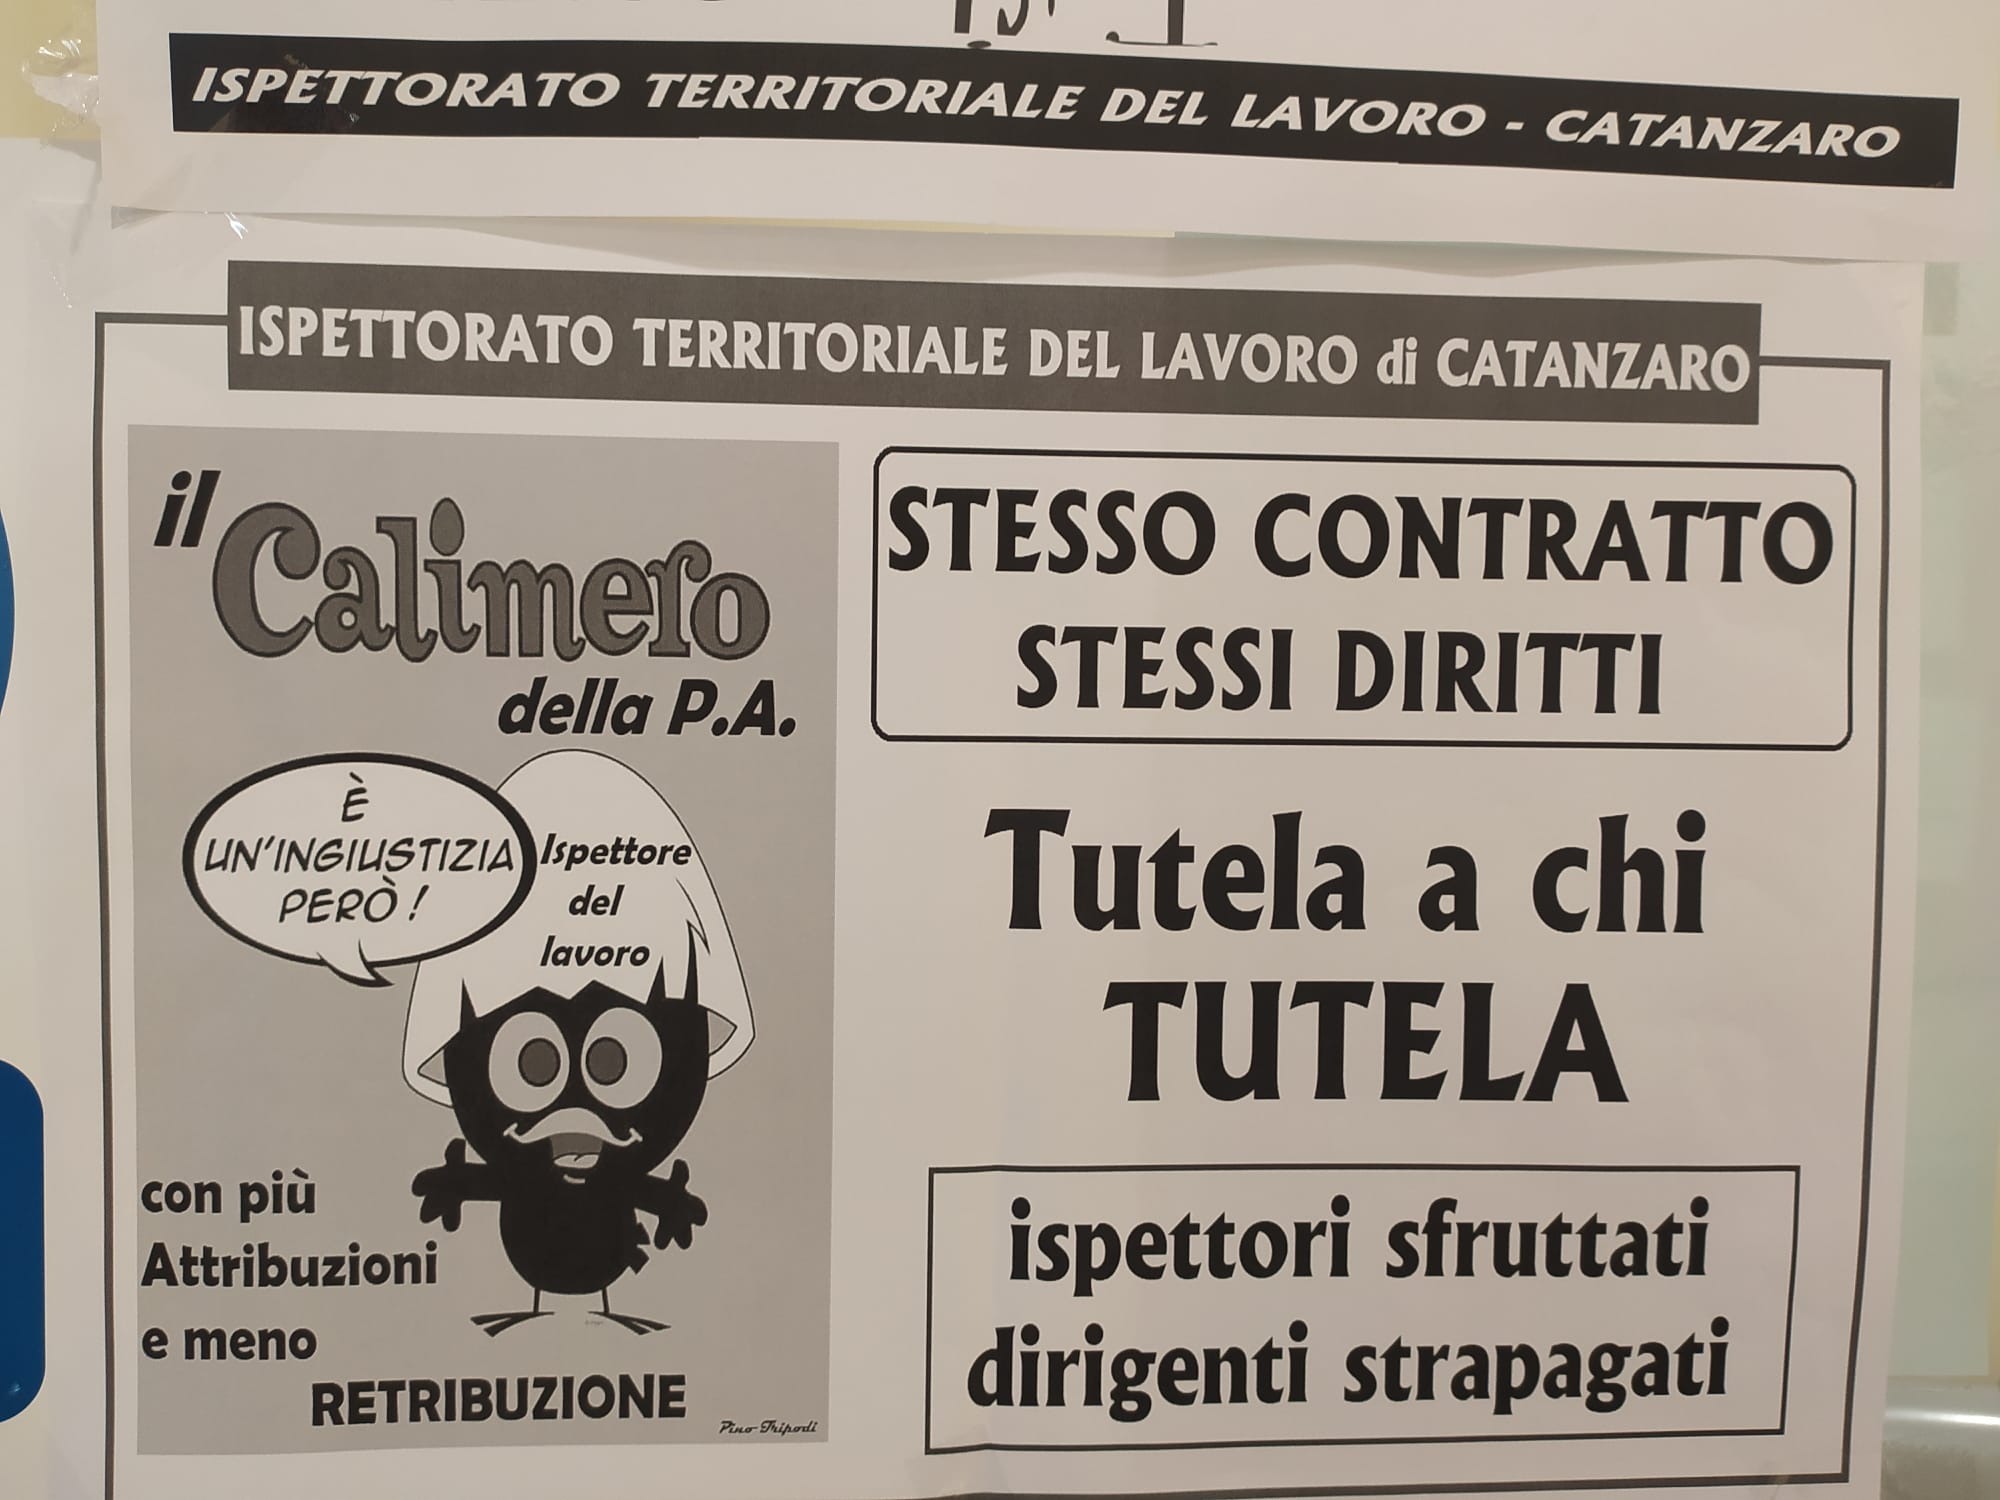 ISPETTORATO TERRITORIALE DEL LAVORO - CATANZARO
ISPETTORATO TERRITORIALE DEL LAVORO di CATANZARO
il
Calimero
della P.A.
È
UN'INGIUSTIZIA
PERÒ !
Ispettore
del
lavoro
con più
Attribuzioni
e meno
RETRIBUZIONE
Pino Tripodi
STESSO CONTRATTO
STESSI DIRITTI
Tutela a chi
TUTELA
ispettori sfruttati
dirigenti strapagati